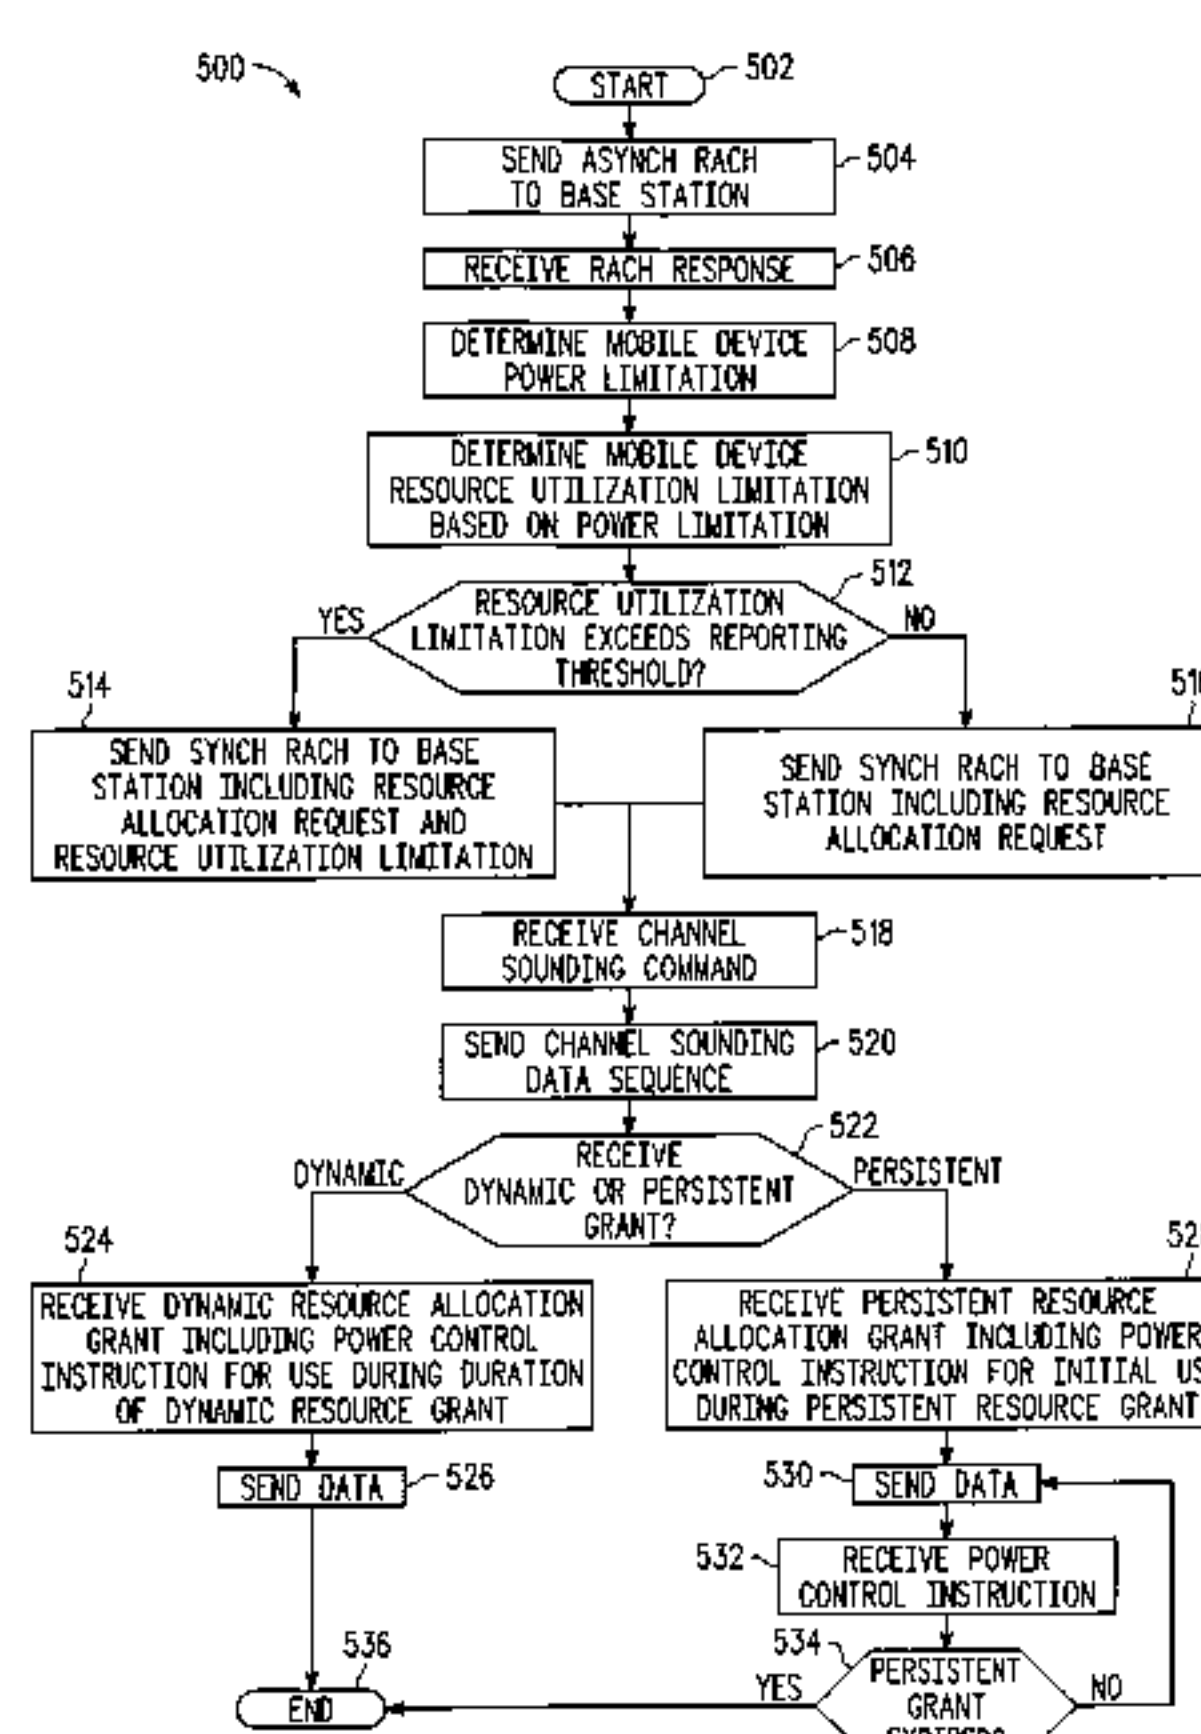 500
START
502
SEND ASYNCH RACH
TO BASE STATION
504
RECEIVE RACH RESPONSE
506
DETERMINE MOBILE DEVICE
POWER LIMITATION
508
DETERMINE MOBILE DEVICE
RESOURCE UTILIZATION LIMITATION
BASED ON POWER LIMITATION
510
RESOURCE UTILIZATION
LIMITATION EXCEEDS REPORTING
THRESHOLD?
512
YES
NO
514
SEND SYNCH RACH TO BASE
STATION INCLUDING RESOURCE
ALLOCATION REQUEST AND
RESOURCE UTILIZATION LIMITATION
SEND SYNCH RACH TO BASE
STATION INCLUDING RESOURCE
ALLOCATION REQUEST
RECEIVE CHANNEL
SOUNDING COMMAND
518
SEND CHANNEL SOUNDING
DATA SEQUENCE
520
RECEIVE
DYNAMIC OR PERSISTENT
GRANT?
522
DYNAMIC
PERSISTENT
524
RECEIVE DYNAMIC RESOURCE ALLOCATION
GRANT INCLUDING POWER CONTROL
INSTRUCTION FOR USE DURING DURATION
OF DYNAMIC RESOURCE GRANT
RECEIVE PERSISTENT RESOURCE
ALLOCATION GRANT INCLUDING POWER
CONTROL INSTRUCTION FOR INITIAL
DURING PERSISTENT RESOURCE GRANT
SEND DATA
526
530
SEND DATA
532
RECEIVE POWER
CONTROL INSTRUCTION
534
PERSISTENT
GRANT
YES
NO
536
END